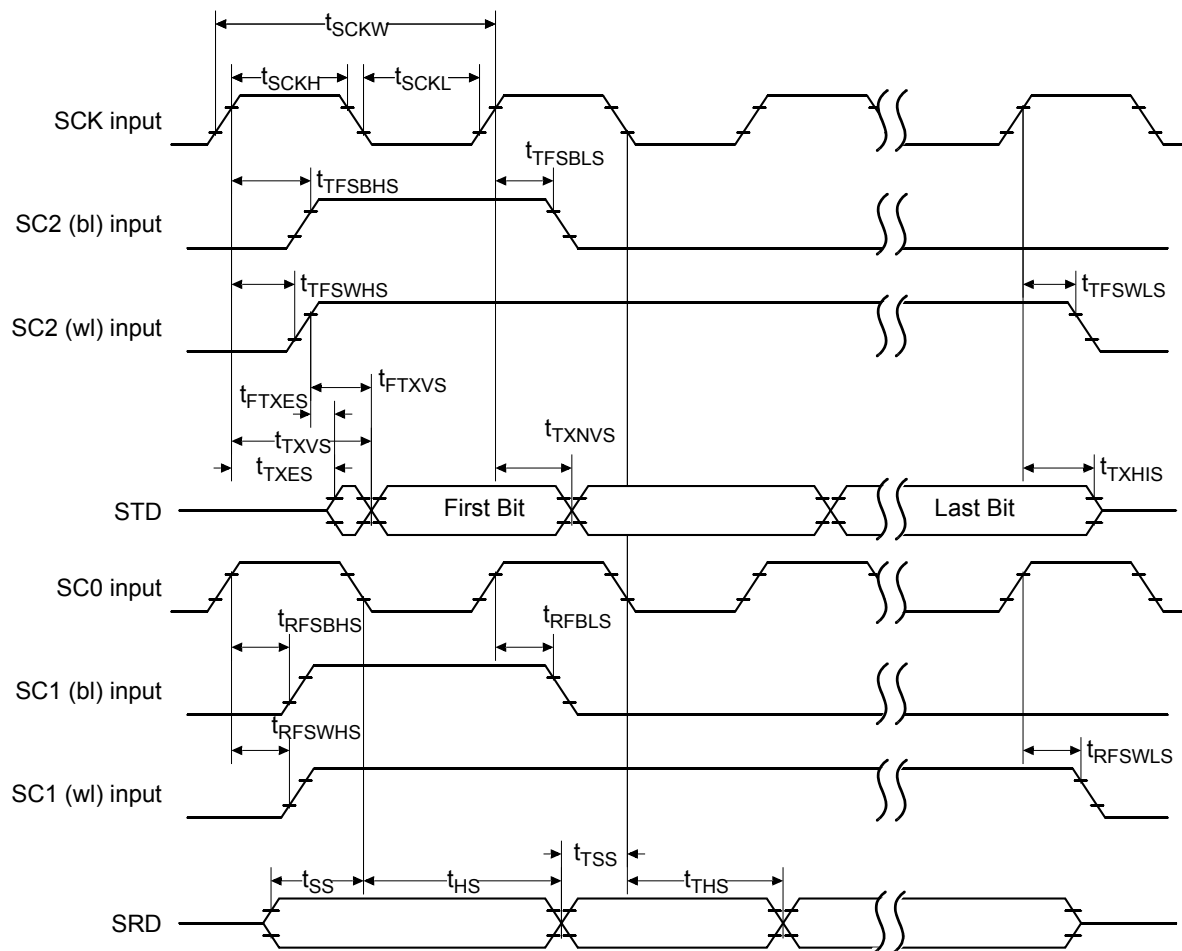 tSCKW
tSCKH
tSCKL
SCK input
tTFSBLS
tTFSBHS
SC2 (bl) input
tTFSWHS
tTFSWLS
SC2 (wl) input
tFTXVS
tFTXES
tTXVS
tTXNVS
tTXES
tTXHIS
STD
First Bit
Last Bit
SC0 input
tRFSBHS
tRFBLS
SC1 (bl) input
tRFSWHS
tRFSWLS
SC1 (wl) input
tTSS
tSS
tHS
tTHS
SRD